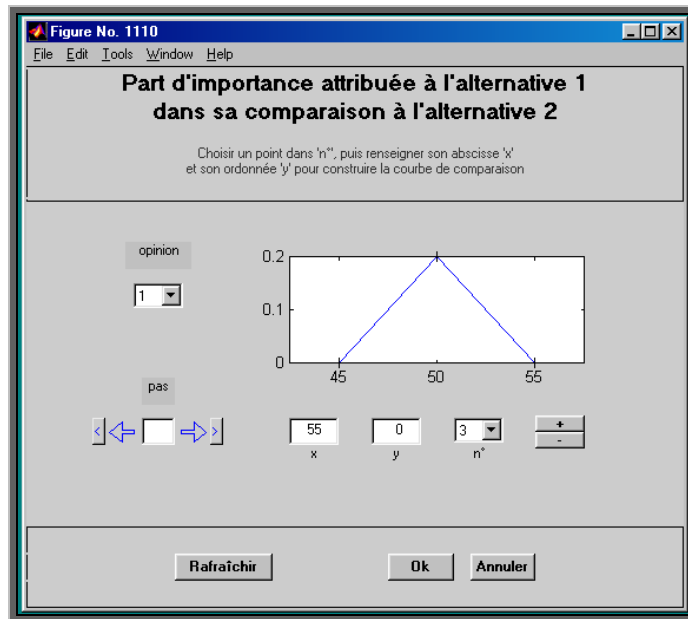 Figure No. 1110
File Edit Tools Window Help
Part d'importance attribuée à l'alternative 1
dans sa comparaison à l'alternative 2
Choisir un point dans 'n°', puis renseigner son abscisse 'x'
et son ordonnée 'y' pour construire la courbe de comparaison
opinion
1
0.2
0.1
0
45 50 55
pas
< >
55 0 3 + -
x y n°
Rafraîchir Ok Annuler